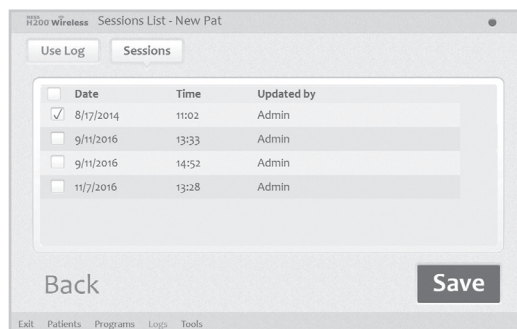 NESS
H200 Wireless Sessions List - New Pat
Use Log Sessions
Date Time Updated by
8/17/2014 11:02 Admin
9/11/2016 13:33 Admin
9/11/2016 14:52 Admin
11/7/2016 13:28 Admin
Back Save
Exit Patients Programs Logs Tools